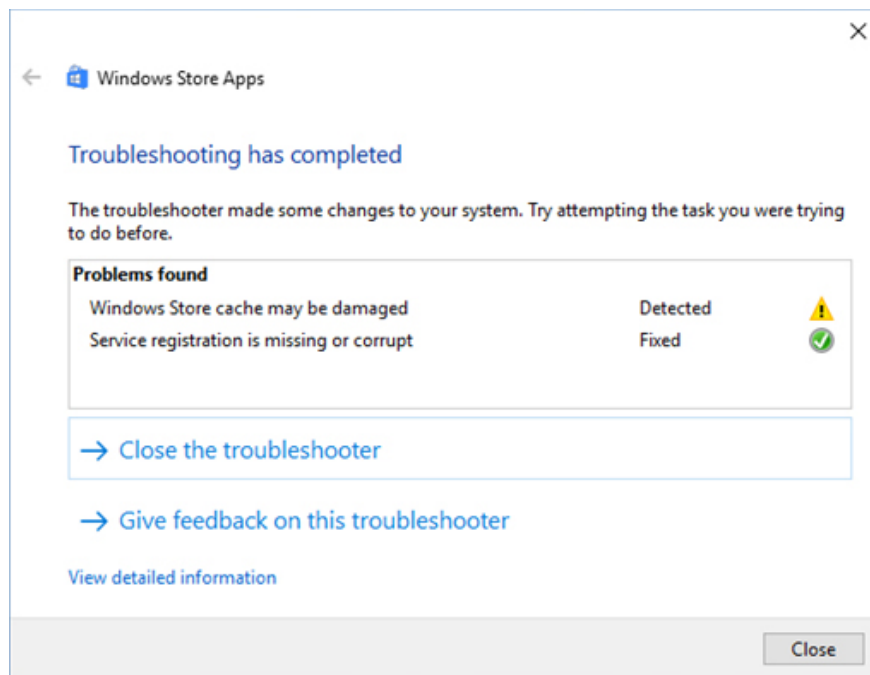 Windows Store Apps
Troubleshooting has completed
The troubleshooter made some changes to your system. Try attempting the task you were trying
to do before.
Problems found
Windows Store cache may be damaged Detected
Service registration is missing or corrupt Fixed
Close the troubleshooter
Give feedback on this troubleshooter
View detailed information
Close